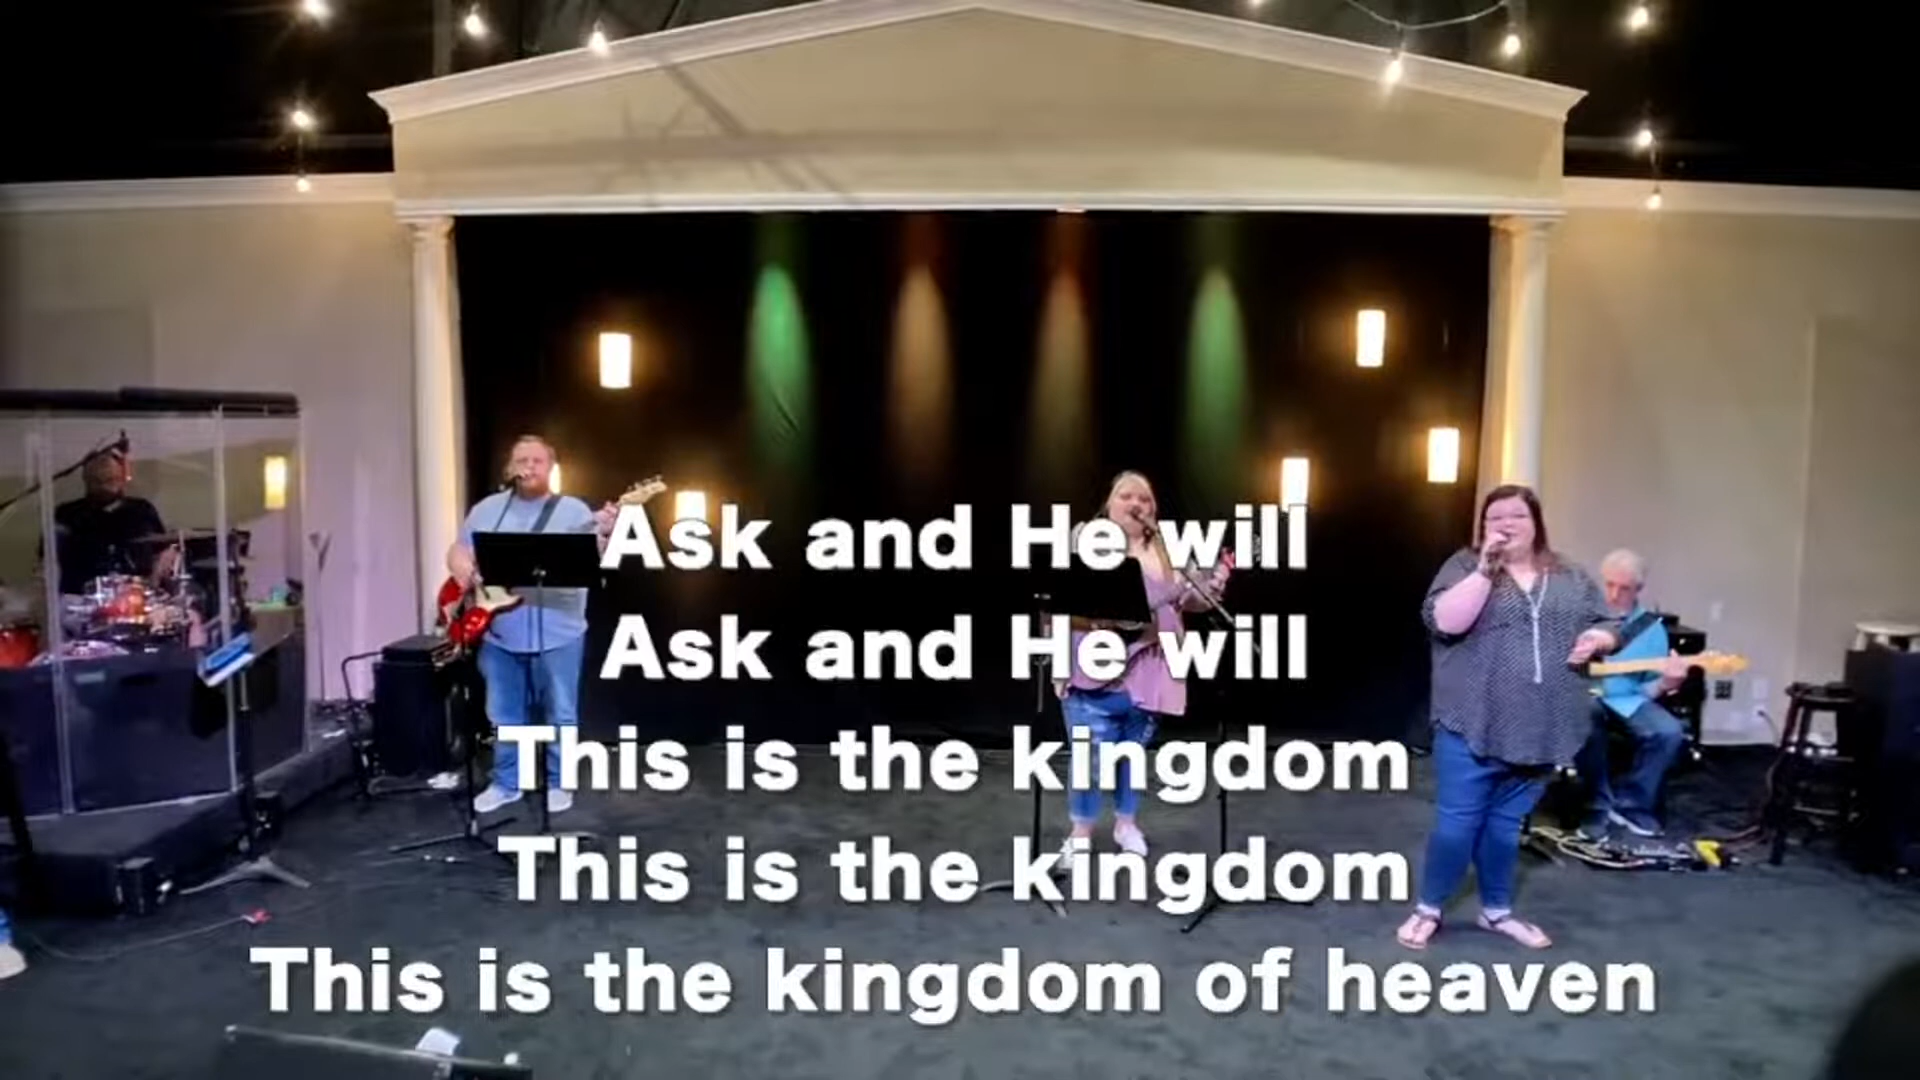 Ask and He will
Ask and He will
This is the kingdom
This is the kingdom
This is the kingdom of heaven